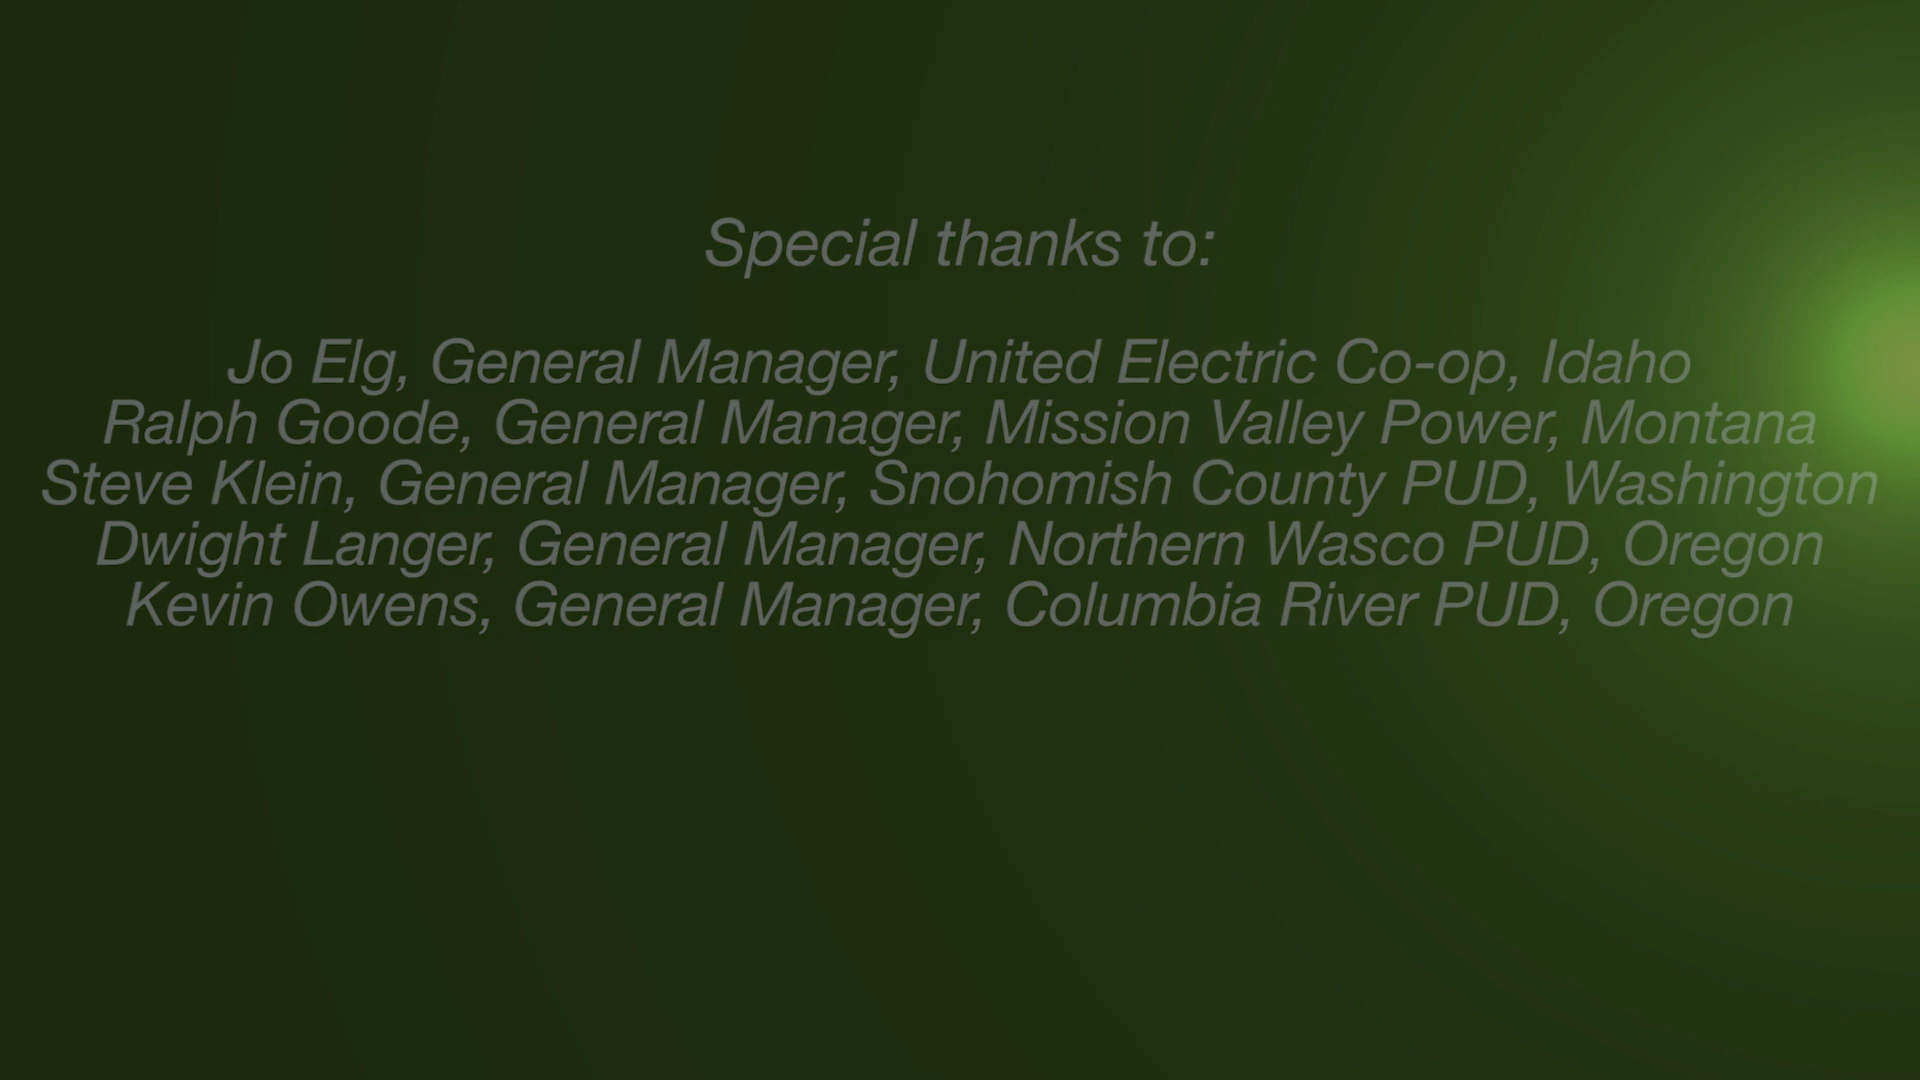 Special thanks to:
Jo Elg, General Manager, United Electric Co-op, Idaho
Ralph Goode, General Manager, Mission Valley Power, Montana
Steve Klein, General Manager, Snohomish County PUD, Washington
Dwight Langer, General Manager, Northern Wasco PUD, Oregon
Kevin Owens, General Manager, Columbia River PUD, Oregon